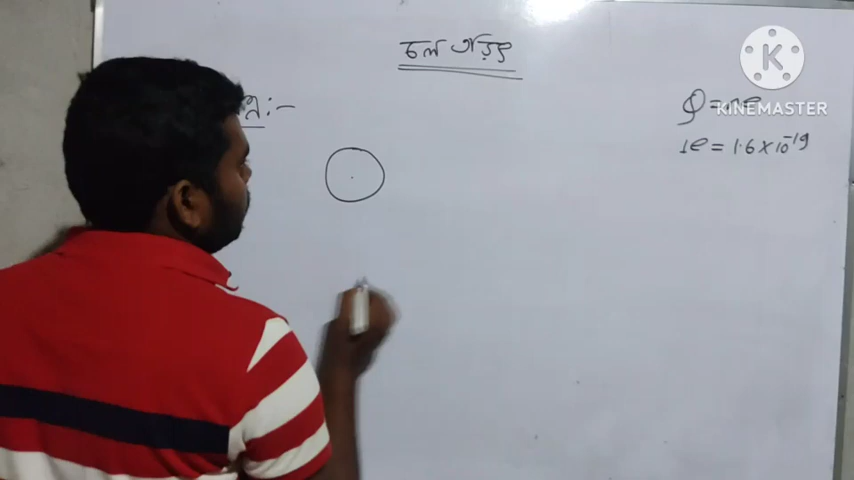 চল তড়িৎ
Q = ne
KINEMASTER
1e = 1.6 × 10⁻¹⁹